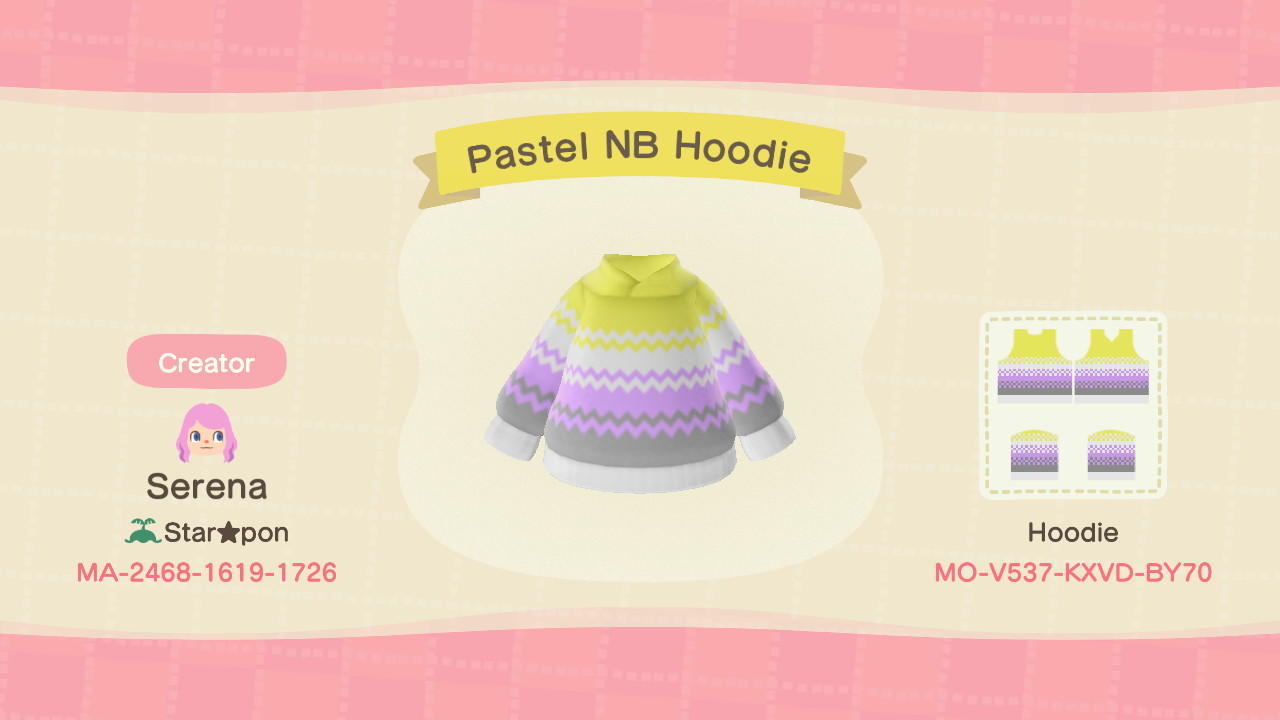 Pastel NB Hoodie
Creator
Serena
Star★pon
MA-2468-1619-1726
Hoodie
MO-V537-KXVD-BY70